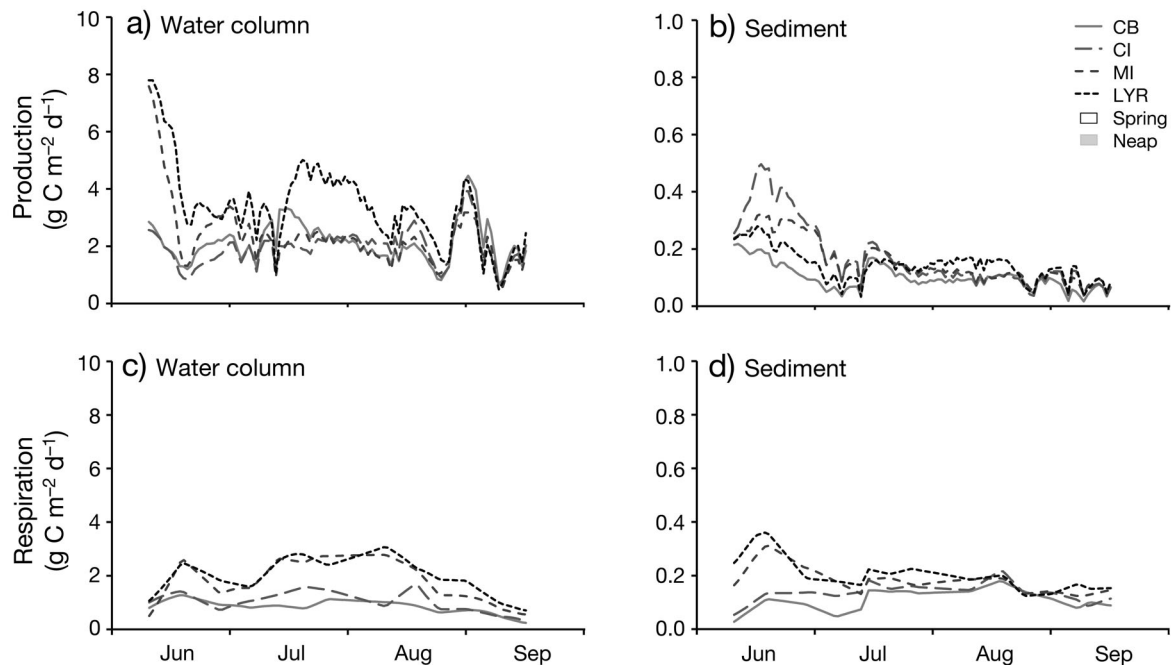 a) Water column
10
8
6
4
2
0
Production
(g C m⁻² d⁻¹)
b) Sediment
1.0
0.8
0.6
0.4
0.2
0.0
CB
CI
MI
LYR
Spring
Neap
c) Water column
10
8
6
4
2
0
Respiration
(g C m⁻² d⁻¹)
Jun Jul Aug Sep
d) Sediment
1.0
0.8
0.6
0.4
0.2
0.0
Jun Jul Aug Sep